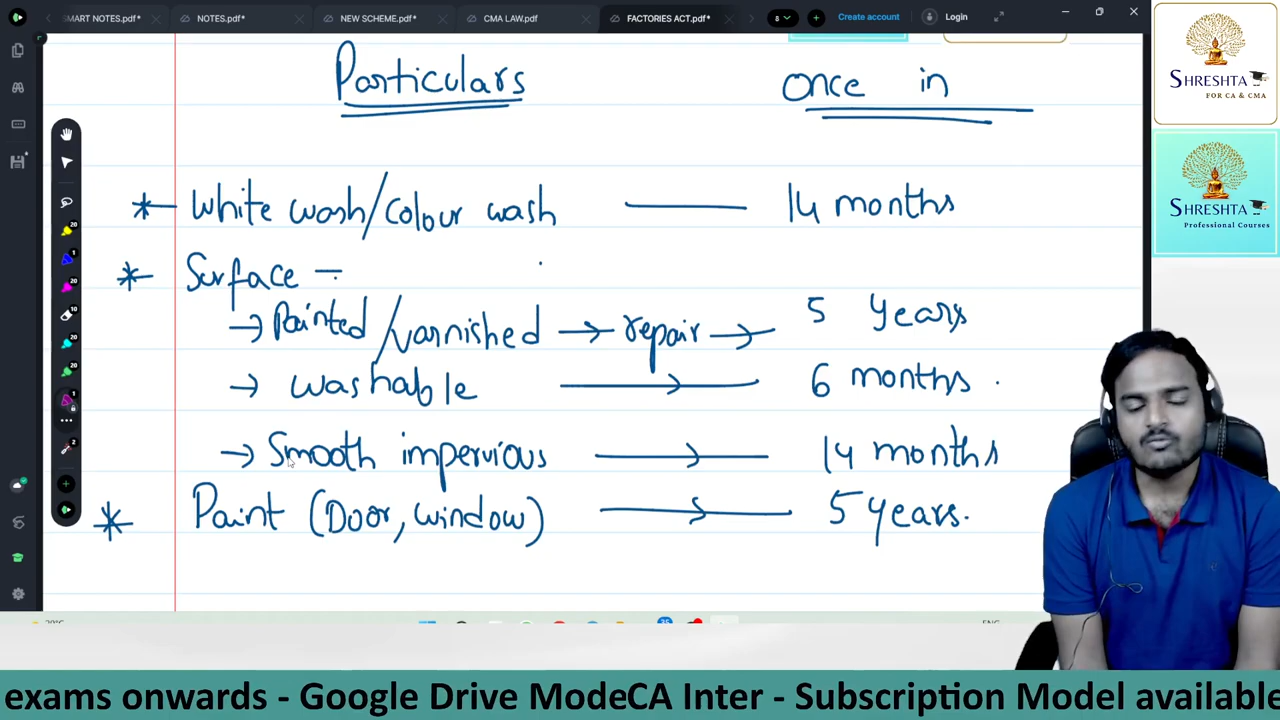 SMART NOTES.pdf*
NOTES.pdf*
NEW SCHEME.pdf*
CMA LAW.pdf
FACTORIES ACT.pdf*
8
Create account
Login
Particulars once in
* White wash/colour wash — 14 months
* Surface -
→ Painted/varnished → repair → 5 years
→ washable → 6 months
→ Smooth impervious → 14 months
* Paint (Door, window) → 5 years.
SHRESHTA
FOR CA & CMA
SHRESHTA
Professional Courses
exams onwards - Google Drive ModeCA Inter - Subscription Model available